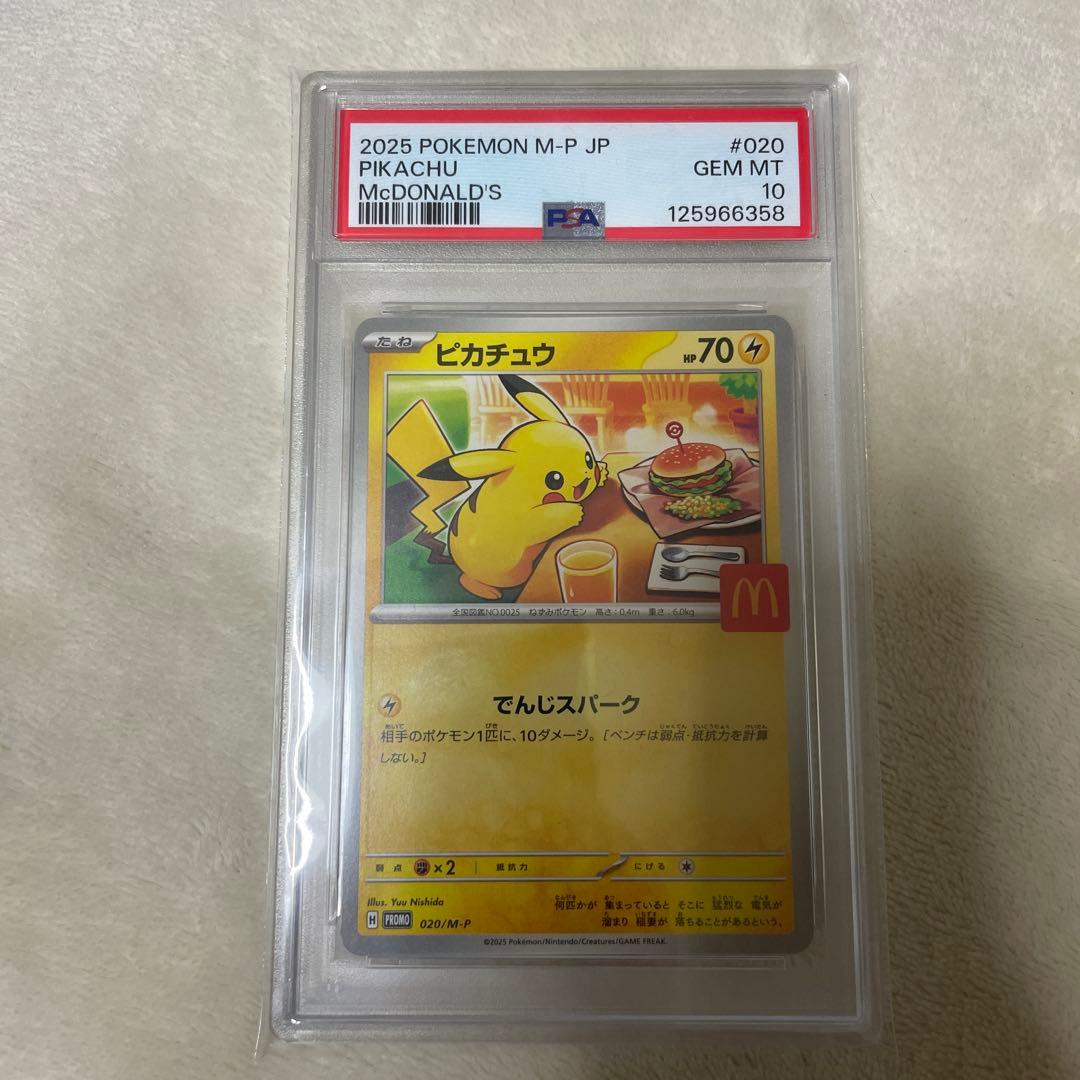 2025 POKEMON M-P JP #020
PIKACHU GEM MT
McDONALD'S 10
PSA 125966358
たね ピカチュウ HP 70
全国図鑑NO.0025 ねずみポケモン 高さ:0.4m 重さ:6.0kg
M
でんじスパーク
相手のポケモン1匹に、10ダメージ。[ベンチは弱点・抵抗力を計算
しない。]
弱点 ×2 抵抗力 にげる
Illus. Yuu Nishida
何匹かが 集まっていると そこに 猛烈な 電気が
溜まり 稲妻が 落ちることがあるという。
H PROMO 020/M-P
©2025 Pokémon/Nintendo/Creatures/GAME FREAK.